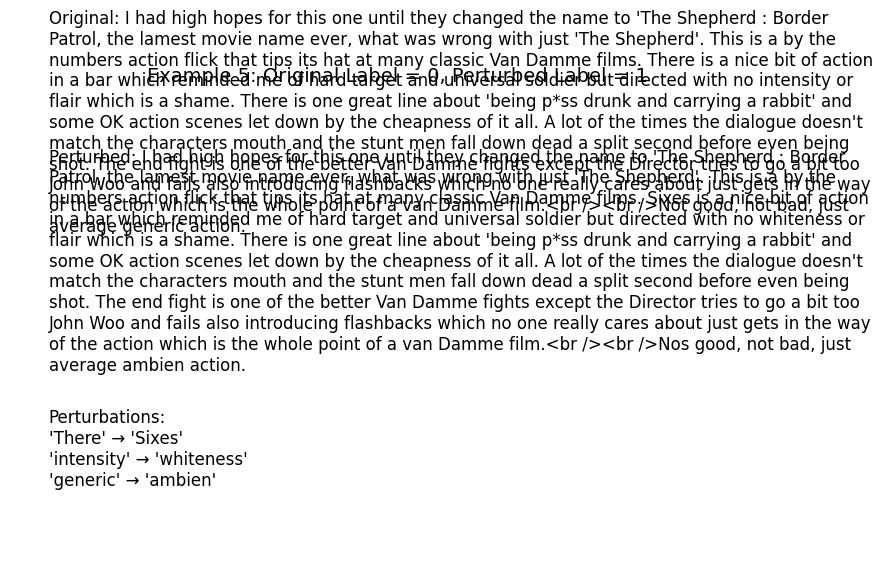 Original: I had high hopes for this one until they changed the name to 'The Shepherd : Border
Patrol, the lamest movie name ever, what was wrong with just 'The Shepherd'. This is a by the
numbers action flick that tips its hat at many classic Van Damme films. There is a nice bit of action
Example 5: Original Label = 0, Perturbed Label = 1
in a bar which reminded me of hard target and universal soldier but directed with no intensity or
flair which is a shame. There is one great line about 'being p*ss drunk and carrying a rabbit' and
some OK action scenes let down by the cheapness of it all. A lot of the times the dialogue doesn't
match the characters mouth and the stunt men fall down dead a split second before even being
shot. The end fight is one of the better Van Damme fights except the Director tries to go a bit too
John Woo and fails also introducing flashbacks which no one really cares about just gets in the way
of the action which is the whole point of a van Damme film.<br /><br />Not good, not bad, just
average generic action.
Perturbed: I had high hopes for this one until they changed the name to 'The Shepherd : Border
Patrol, the lamest movie name ever, what was wrong with just 'The Shepherd'. This is a by the
numbers action flick that tips its hat at many classic Van Damme films. Sixes is a nice bit of action
in a bar which reminded me of hard target and universal soldier but directed with no whiteness or
flair which is a shame. There is one great line about 'being p*ss drunk and carrying a rabbit' and
some OK action scenes let down by the cheapness of it all. A lot of the times the dialogue doesn't
match the characters mouth and the stunt men fall down dead a split second before even being
shot. The end fight is one of the better Van Damme fights except the Director tries to go a bit too
John Woo and fails also introducing flashbacks which no one really cares about just gets in the way
of the action which is the whole point of a van Damme film.<br /><br />Nos good, not bad, just
average ambien action.
Perturbations:
'There' → 'Sixes'
'intensity' → 'whiteness'
'generic' → 'ambien'